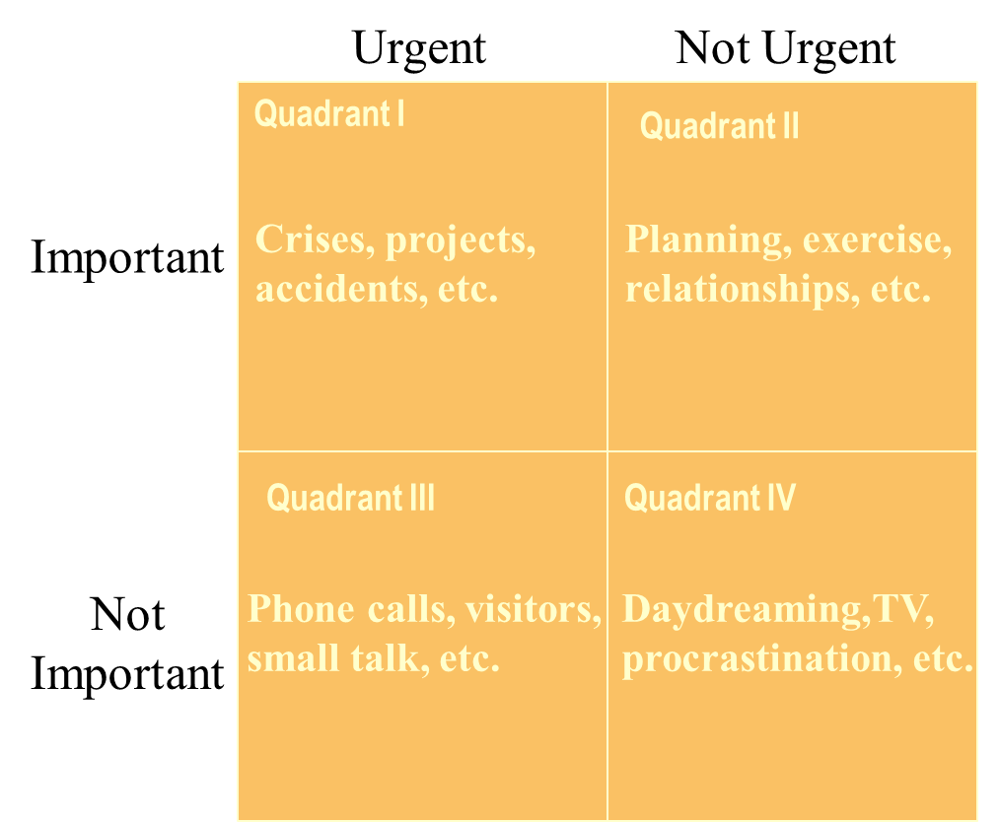 Urgent
Not Urgent
Important
Quadrant I
Crises, projects,
accidents, etc.
Quadrant II
Planning, exercise,
relationships, etc.
Not
Important
Quadrant III
Phone calls, visitors,
small talk, etc.
Quadrant IV
Daydreaming,TV,
procrastination, etc.